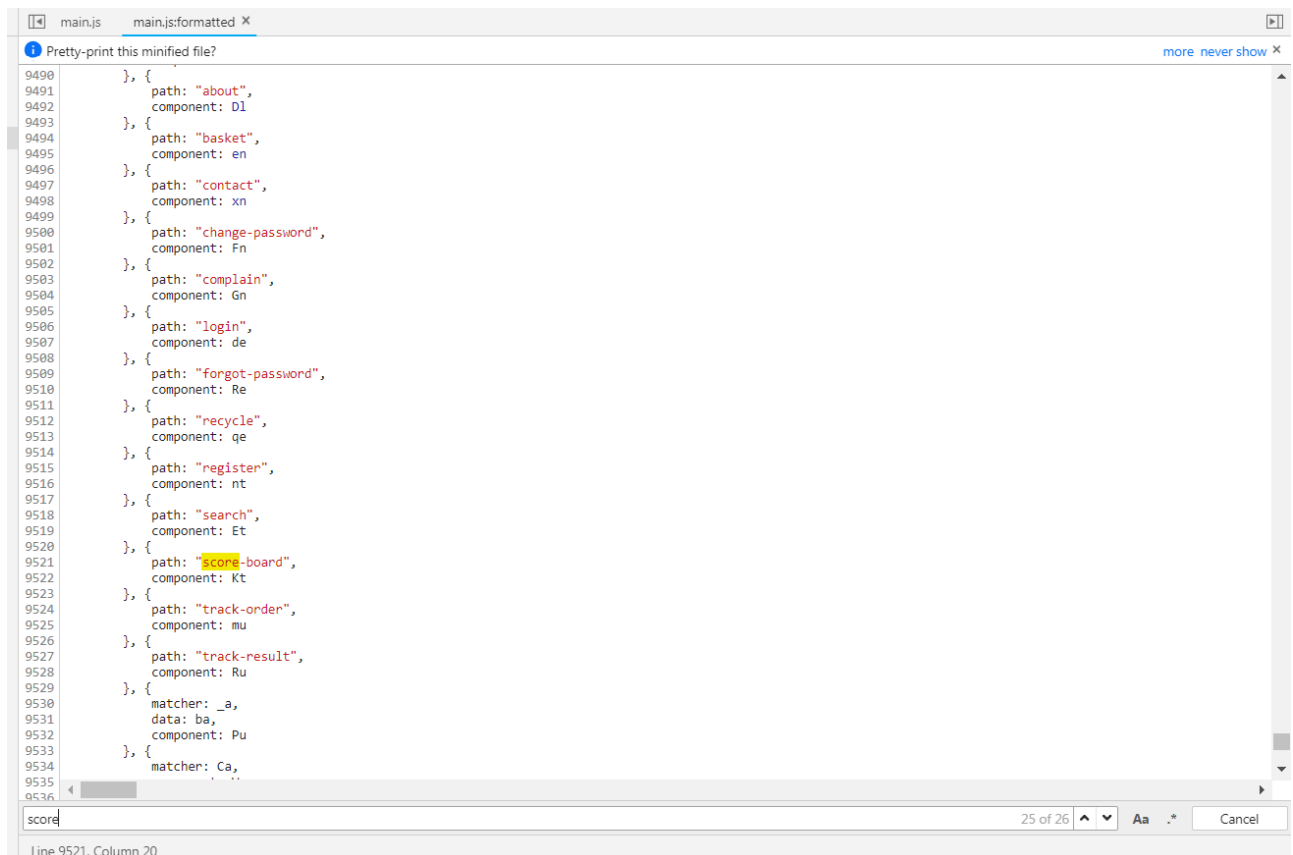 main.js main.js:formatted ×
Pretty-print this minified file? more never show ×
9490 }, {
9491 path: "about",
9492 component: Dl
9493 }, {
9494 path: "basket",
9495 component: en
9496 }, {
9497 path: "contact",
9498 component: xn
9499 }, {
9500 path: "change-password",
9501 component: Fn
9502 }, {
9503 path: "complain",
9504 component: Gn
9505 }, {
9506 path: "login",
9507 component: de
9508 }, {
9509 path: "forgot-password",
9510 component: Re
9511 }, {
9512 path: "recycle",
9513 component: qe
9514 }, {
9515 path: "register",
9516 component: nt
9517 }, {
9518 path: "search",
9519 component: Et
9520 }, {
9521 path: "score-board",
9522 component: Kt
9523 }, {
9524 path: "track-order",
9525 component: mu
9526 }, {
9527 path: "track-result",
9528 component: Ru
9529 }, {
9530 matcher: _a,
9531 data: ba,
9532 component: Pu
9533 }, {
9534 matcher: Ca,
9535
9536
score 25 of 26 Aa .* Cancel
Line 9521, Column 20